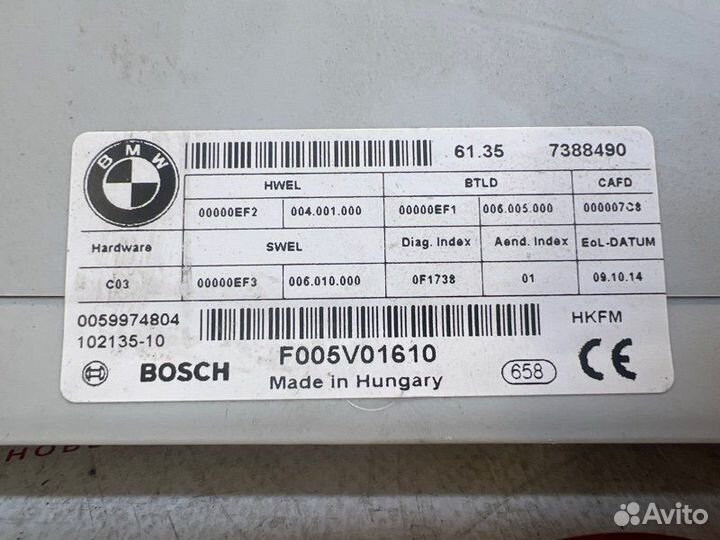 BMW
61.35 7388490
HWEL BTLD CAFD
00000EF2 004.001.000 00000EF1 006.005.000 000007C8
Hardware SWEL Diag. Index Aend. Index EoL-DATUM
C03 00000EF3 006.010.000 0F1738 01 09.10.14
0059974804
102135-10
HKFM
F005V01610
BOSCH
Made in Hungary
658
CE
Avito